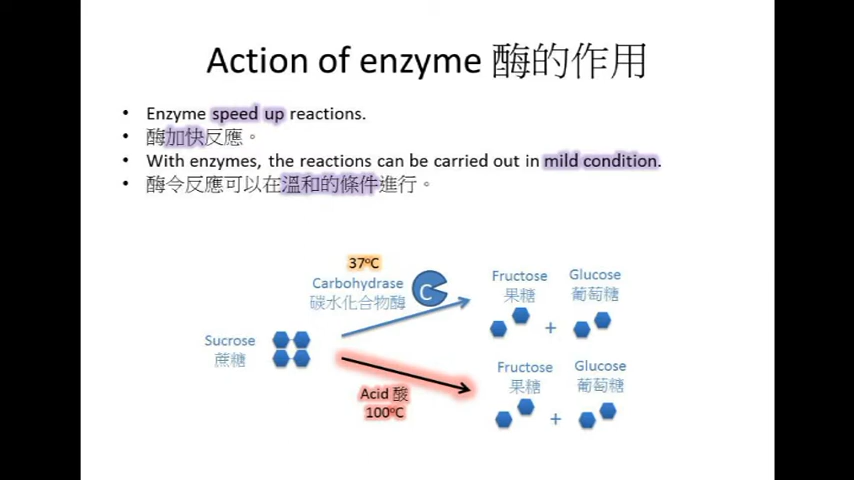 Action of enzyme 酶的作用
• Enzyme speed up reactions.
• 酶加快反應。
• With enzymes, the reactions can be carried out in mild condition.
• 酶令反應可以在溫和的條件進行。
37°C
Carbohydrase
碳水化合物酶
C
Fructose
果糖
Glucose
葡萄糖
+
Sucrose
蔗糖
Acid 酸
100°C
Fructose
果糖
Glucose
葡萄糖
+